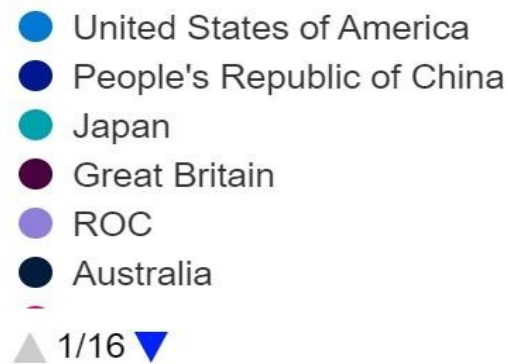 United States of America
People's Republic of China
Japan
Great Britain
ROC
Australia
1/16